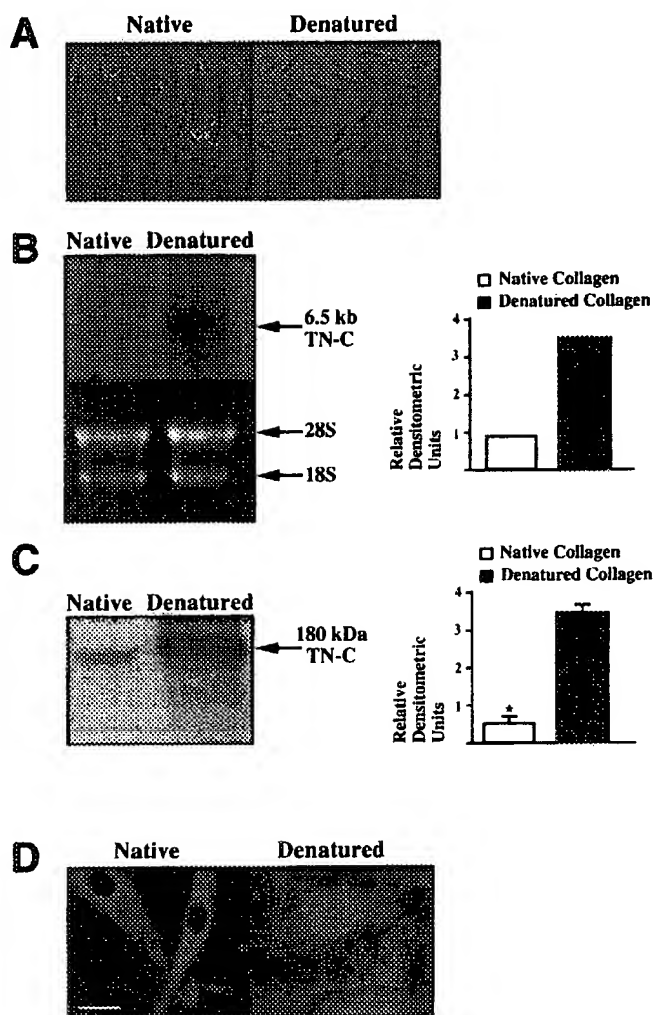 A
Native Denatured
B
Native Denatured
6.5 kb
TN-C
28S
18S
Native Collagen
Denatured Collagen
Relative
Densitometric
Units
4
3
2
1
C
Native Denatured
180 kDa
TN-C
Native Collagen
Denatured Collagen
Relative
Densitometric
Units
4
3
2
1
*
D
Native Denatured